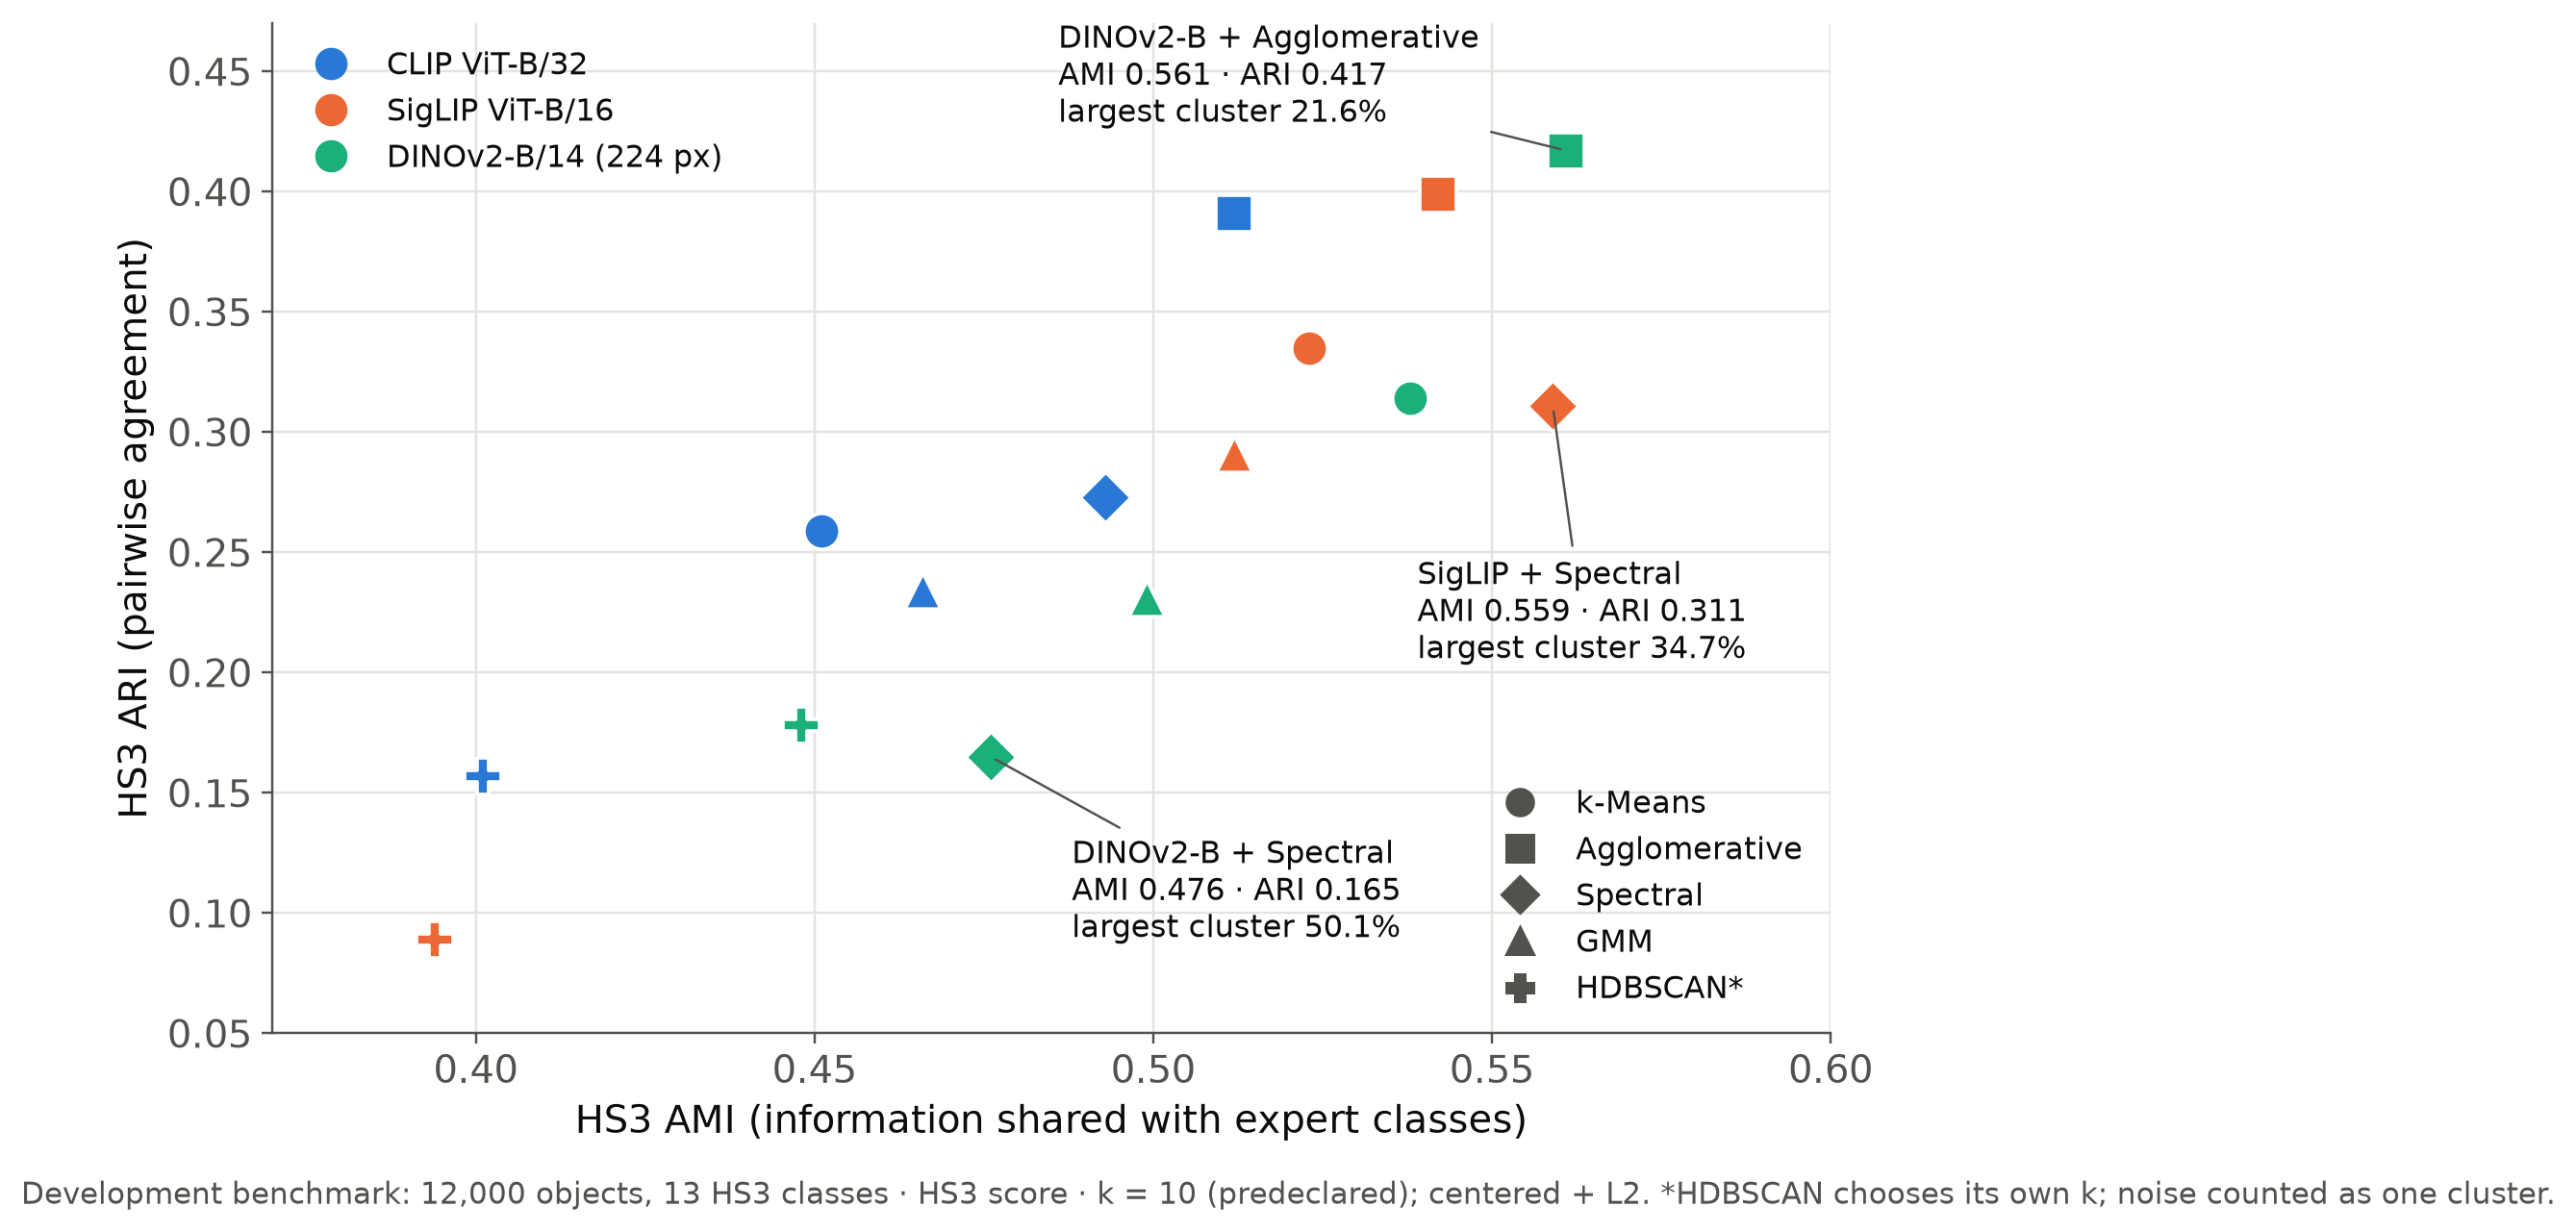 CLIP ViT-B/32
SigLIP ViT-B/16
DINOv2-B/14 (224 px)
DINOv2-B + Agglomerative
AMI 0.561 · ARI 0.417
largest cluster 21.6%
SigLIP + Spectral
AMI 0.559 · ARI 0.311
largest cluster 34.7%
DINOv2-B + Spectral
AMI 0.476 · ARI 0.165
largest cluster 50.1%
k-Means
Agglomerative
Spectral
GMM
HDBSCAN*
HS3 ARI (pairwise agreement)
0.45
0.40
0.35
0.30
0.25
0.20
0.15
0.10
0.05
0.40 0.45 0.50 0.55 0.60
HS3 AMI (information shared with expert classes)
Development benchmark: 12,000 objects, 13 HS3 classes · HS3 score · k = 10 (predeclared); centered + L2. *HDBSCAN chooses its own k; noise counted as one cluster.